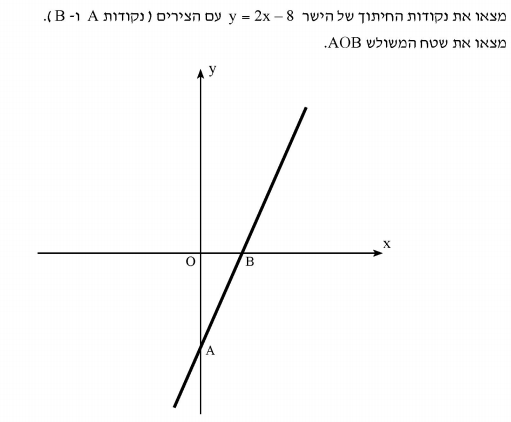 מצאו את נקודות החיתוך של הישר y = 2x – 8 עם הצירים (נקודות A ו- B).
מצאו את שטח המשולש AOB.
y
x
O
B
A